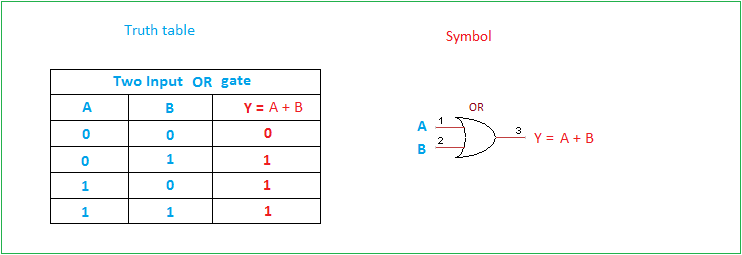 Truth table
Two Input OR gate
A B Y = A + B
0 0 0
0 1 1
1 0 1
1 1 1
Symbol
OR
A 1
B 2
3 Y = A + B